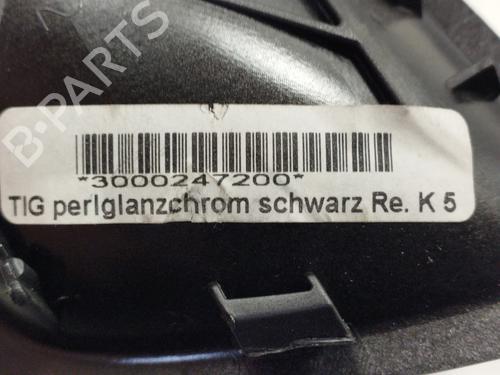 B-PARTS
*3000247200*
TIG perlglanzchrom schwarz Re. K 5